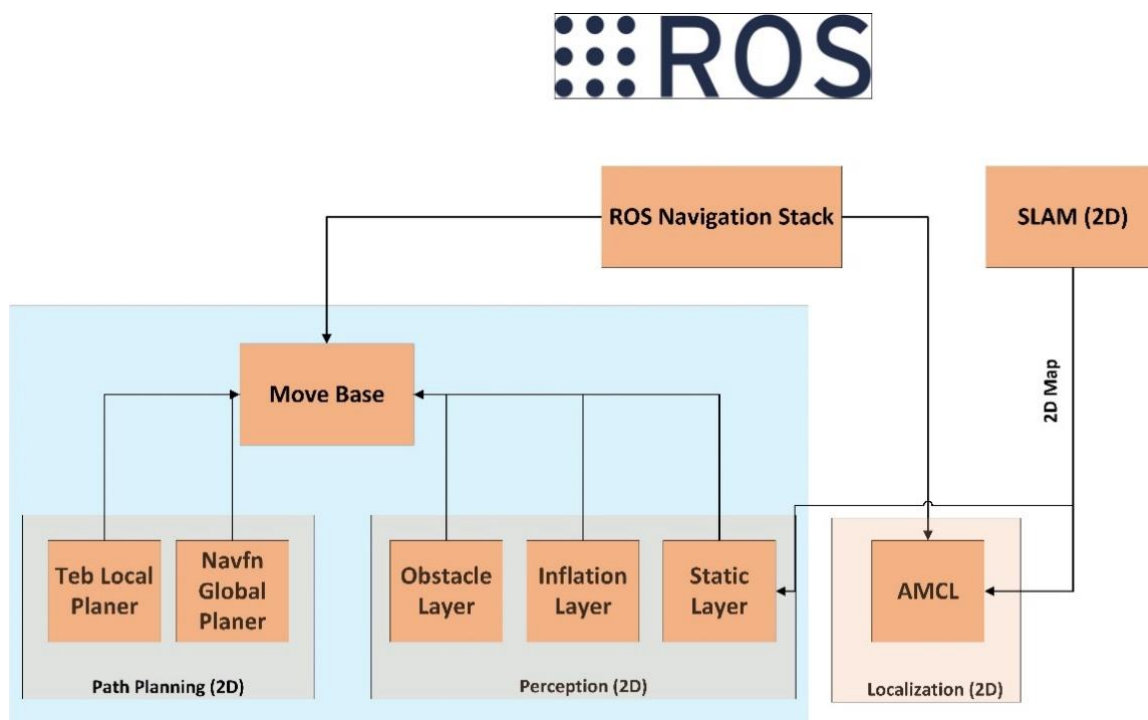 ROS
ROS Navigation Stack
SLAM (2D)
Move Base
2D Map
Teb Local
Planer
Navfn
Global
Planer
Obstacle
Layer
Inflation
Layer
Static
Layer
AMCL
Path Planning (2D)
Perception (2D)
Localization (2D)